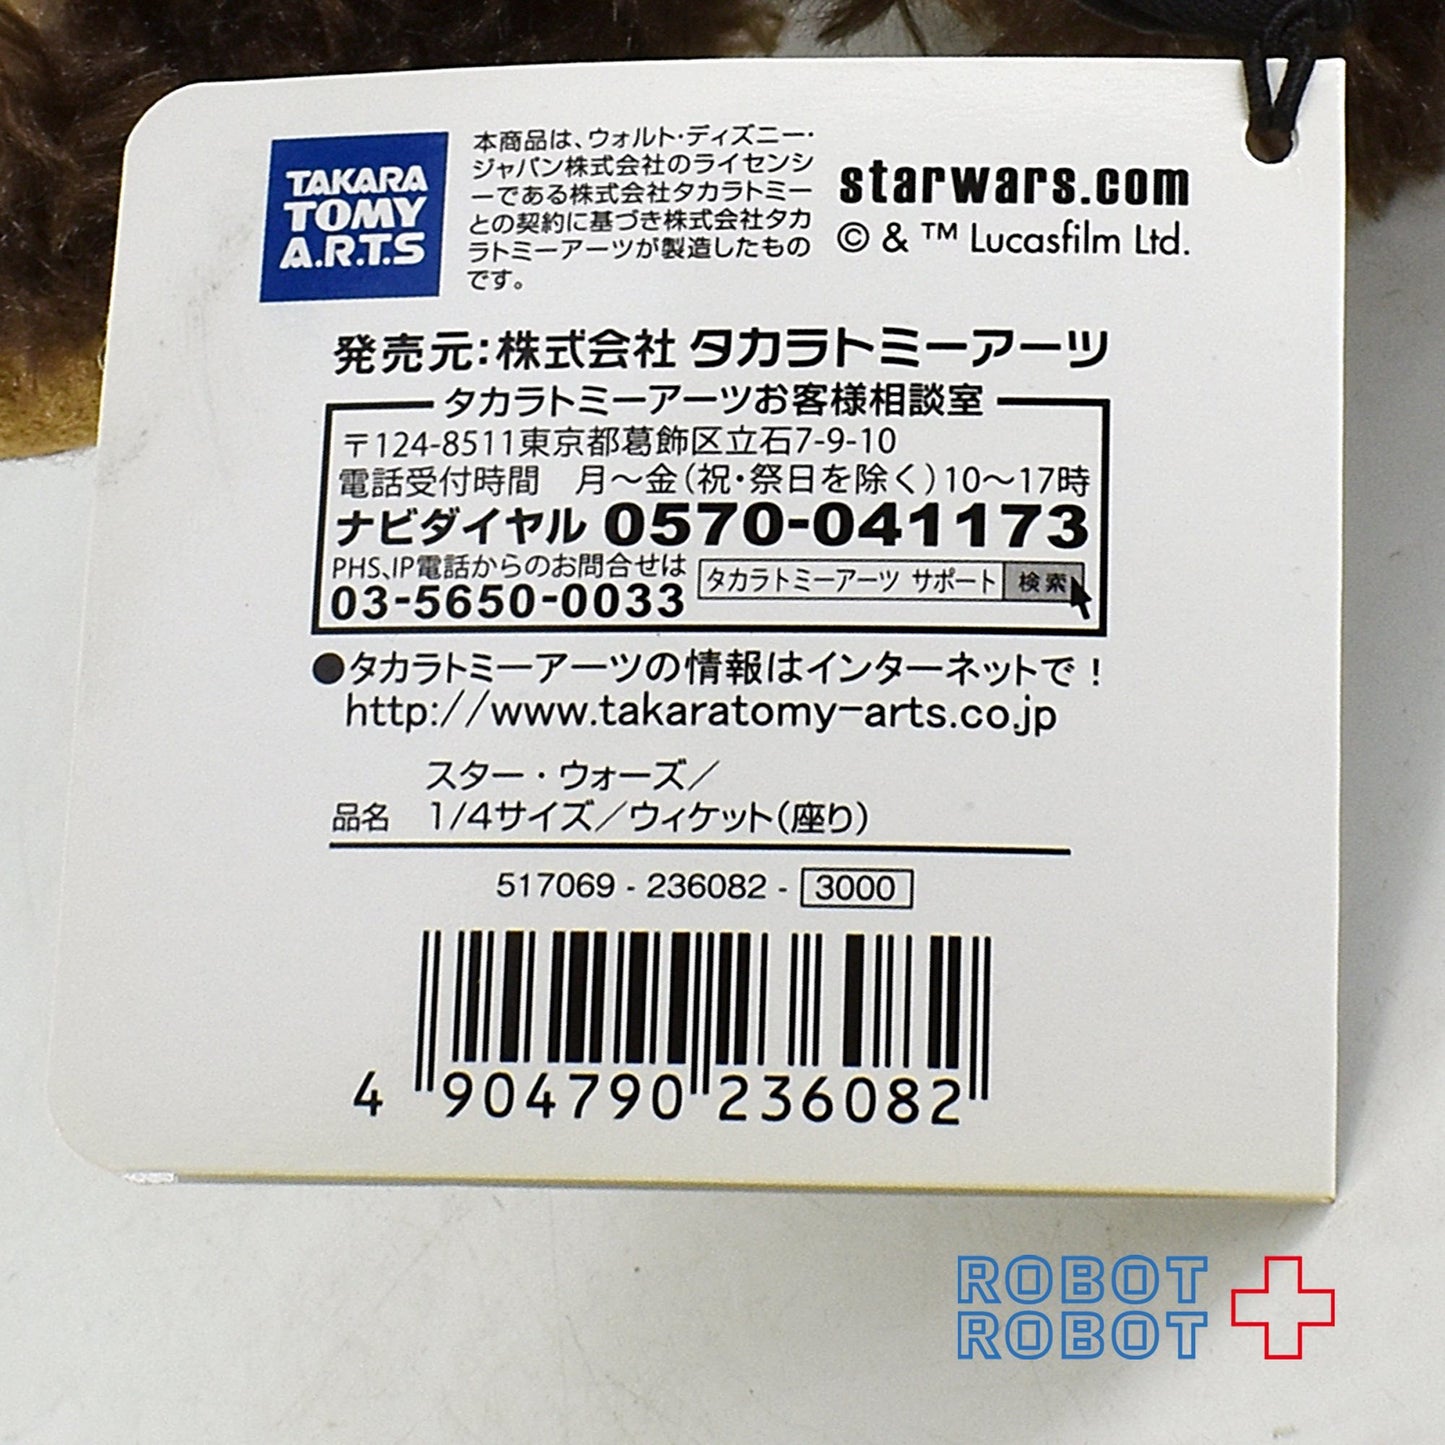 TAKARA
TOMY
A.R.T.S
本商品は、ウォルト・ディズニー・
ジャパン株式会社のライセンシ
ーである株式会社タカラトミー
との契約に基づき株式会社タカ
ラトミーアーツが製造したもの
です。
starwars.com
© & ™ Lucasfilm Ltd.
発売元:株式会社 タカラトミーアーツ
タカラトミーアーツお客様相談室
〒124-8511東京都葛飾区立石7-9-10
電話受付時間　月〜金(祝・祭日を除く)10〜17時
ナビダイヤル 0570-041173
PHS、IP電話からのお問合せは
03-5650-0033
タカラトミーアーツ サポート 検索
●タカラトミーアーツの情報はインターネットで!
http://www.takaratomy-arts.co.jp
スター・ウォーズ/
品名　1/4サイズ/ウィケット(座り)
517069 - 236082 - 3000
4 904790 236082
ROBOT
ROBOT